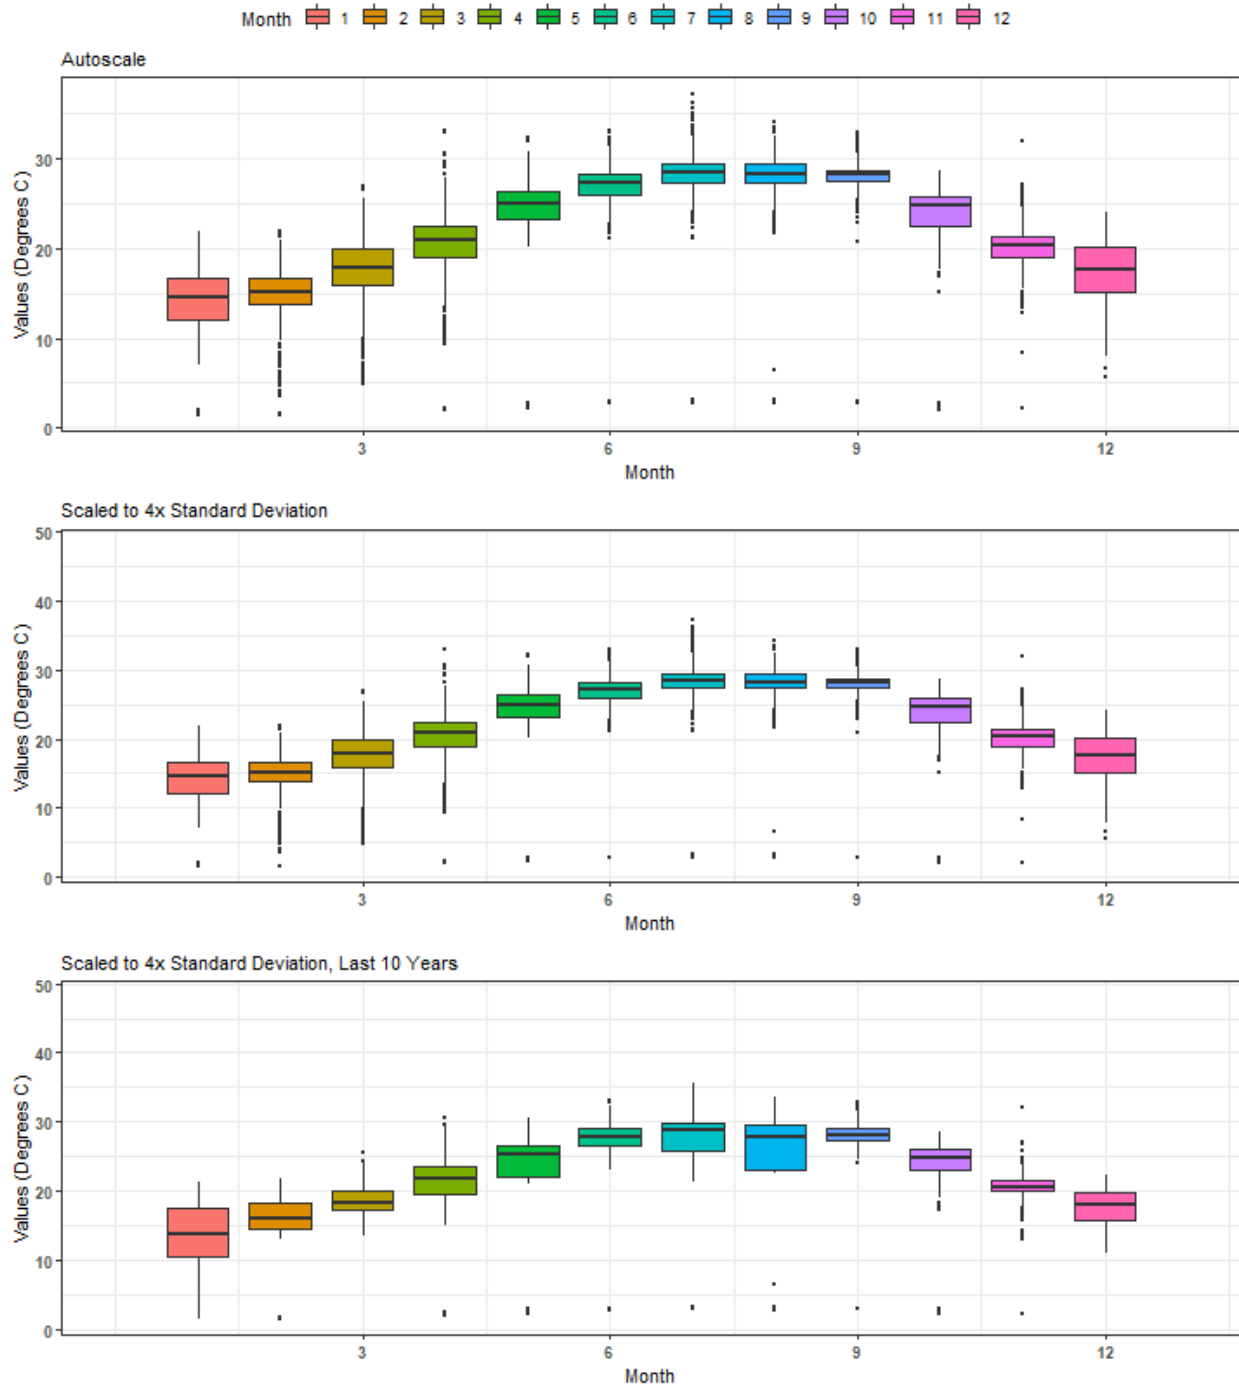 Month 1 2 3 4 5 6 7 8 9 10 11 12
Autoscale
Values (Degrees C)
30
20
10
0
3 6 9 12
Month
Scaled to 4x Standard Deviation
Values (Degrees C)
50
40
30
20
10
0
3 6 9 12
Month
Scaled to 4x Standard Deviation, Last 10 Years
Values (Degrees C)
50
40
30
20
10
0
3 6 9 12
Month